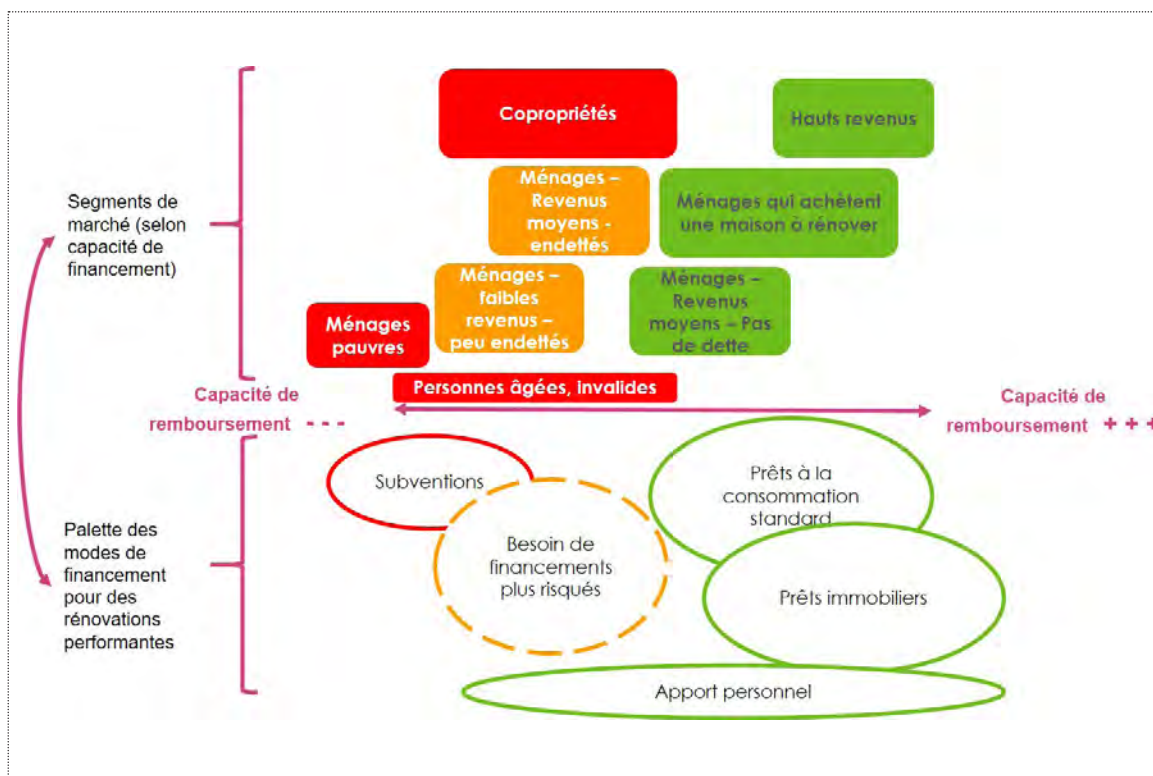 Copropriétés
Hauts revenus
Segments de
marché (selon
capacité de
financement)
Ménages –
Revenus
moyens -
endettés
Ménages qui achètent
une maison à rénover
Ménages
pauvres
Ménages –
faibles
revenus –
peu endettés
Ménages –
Revenus
moyens – Pas
de dette
Personnes âgées, invalides
Capacité de
remboursement - - -
Capacité de
remboursement + + +
Palette des
modes de
financement
pour des
rénovations
performantes
Subventions
Besoin de
financements
plus risqués
Prêts à la
consommation
standard
Prêts immobiliers
Apport personnel